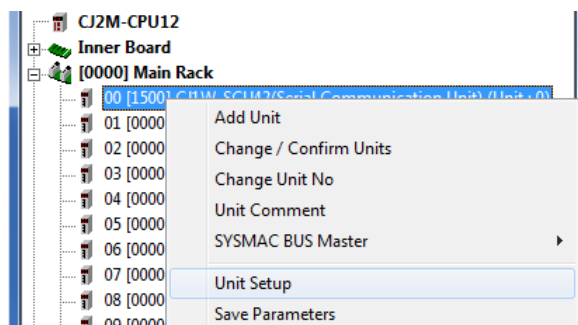 CJ2M-CPU12
Inner Board
[0000] Main Rack
00 [1500] CJ1W-SCU42(Serial Communication Unit) (Unit : 0)
01 [0000
Add Unit
02 [0000
Change / Confirm Units
03 [0000
Change Unit No
04 [0000
Unit Comment
05 [0000
SYSMAC BUS Master
06 [0000
07 [0000
Unit Setup
08 [0000
Save Parameters
09 [0000